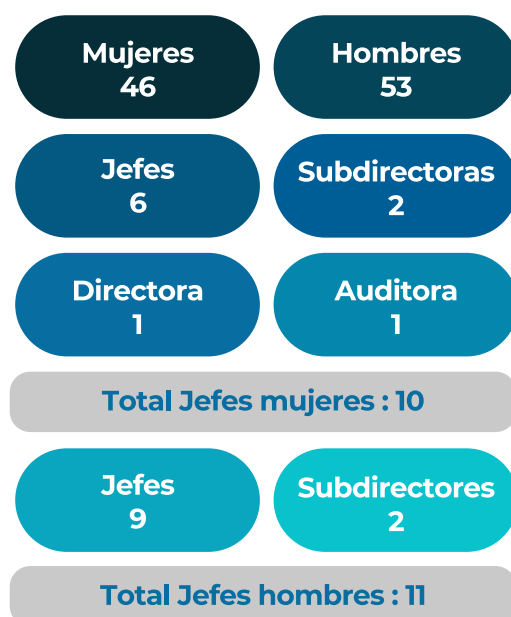 Mujeres
46
Hombres
53
Jefes
6
Subdirectoras
2
Directora
1
Auditora
1
Total Jefes mujeres : 10
Jefes
9
Subdirectores
2
Total Jefes hombres : 11